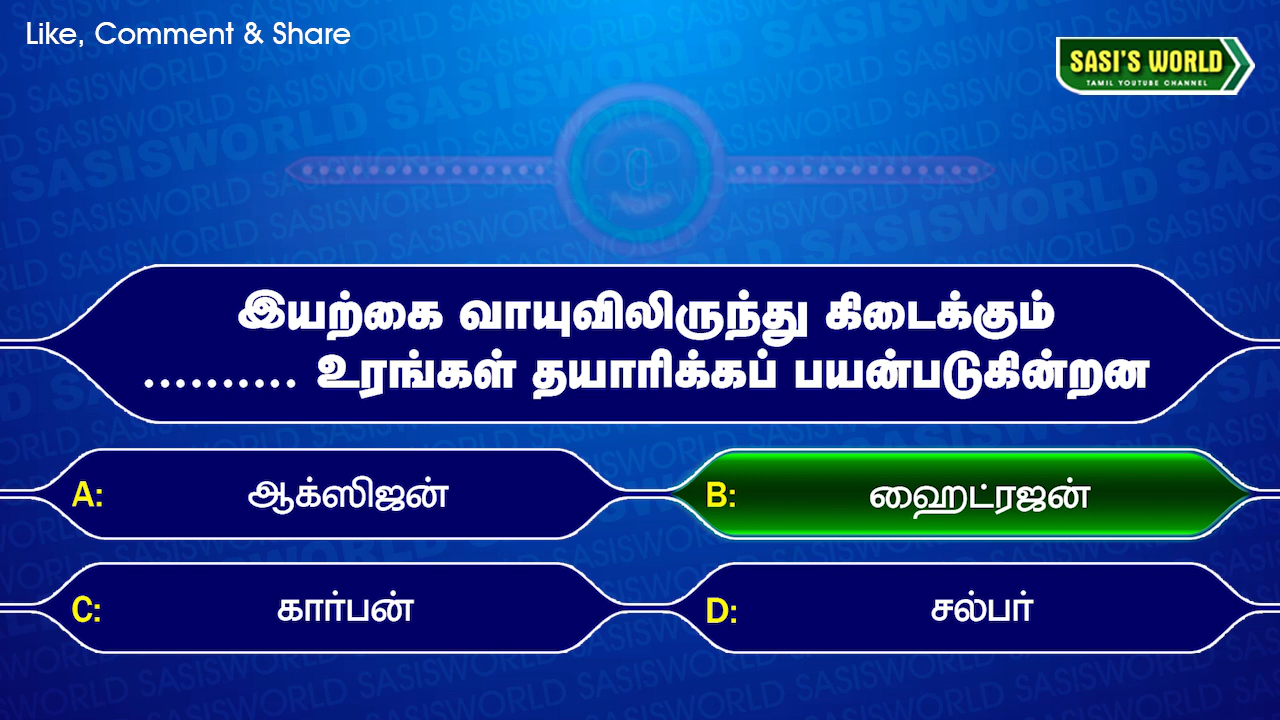 Like, Comment & Share
SASI'S WORLD
TAMIL YOUTUBE CHANNEL
இயற்கை வாயுவிலிருந்து கிடைக்கும்
.......... உரங்கள் தயாரிக்கப் பயன்படுகின்றன
A: ஆக்ஸிஜன்
B: ஹைட்ரஜன்
C: கார்பன்
D: சல்பர்